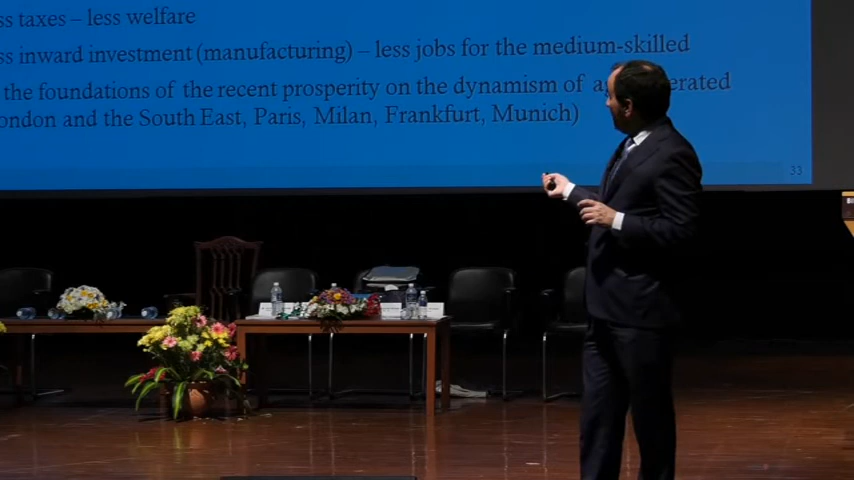 ss taxes – less welfare
ss inward investment (manufacturing) – less jobs for the medium-skilled
the foundations of the recent prosperity on the dynamism of
ondon and the South East, Paris, Milan, Frankfurt, Munich)
33